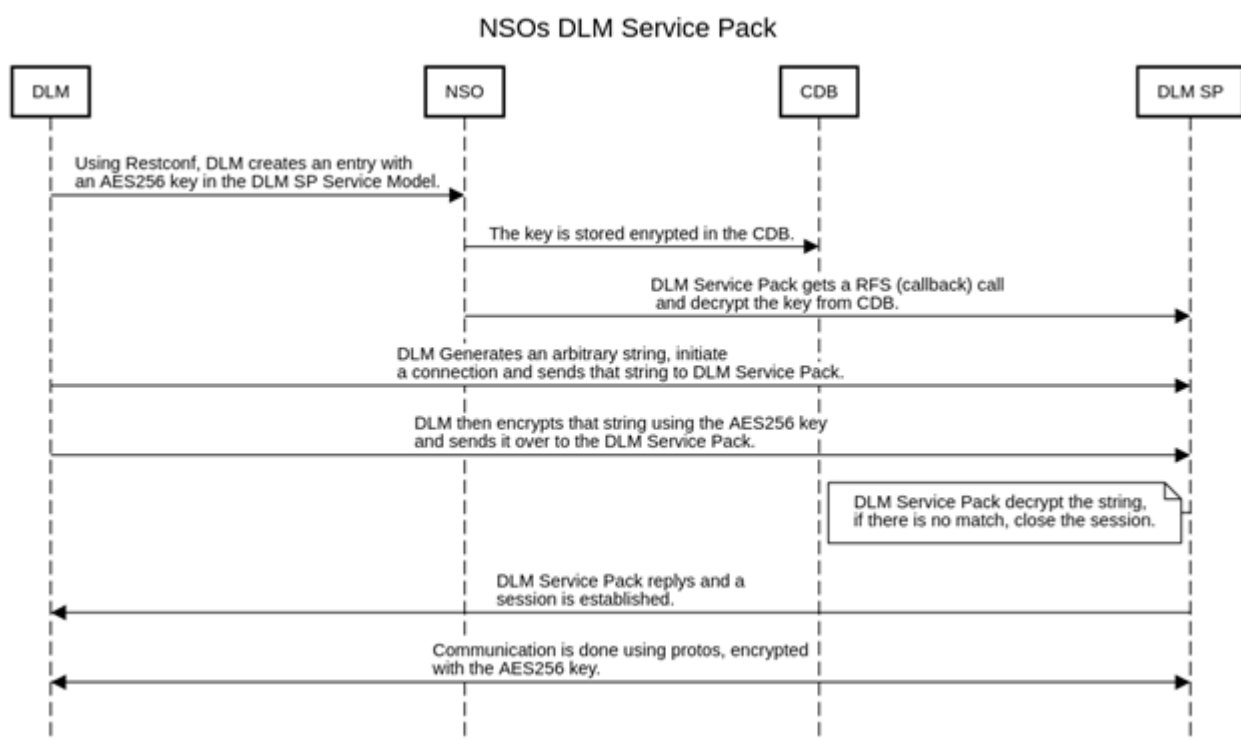 NSOs DLM Service Pack
DLM
NSO
CDB
DLM SP
Using Restconf, DLM creates an entry with
an AES256 key in the DLM SP Service Model.
The key is stored enrypted in the CDB.
DLM Service Pack gets a RFS (callback) call
and decrypt the key from CDB.
DLM Generates an arbitrary string, initiate
a connection and sends that string to DLM Service Pack.
DLM then encrypts that string using the AES256 key
and sends it over to the DLM Service Pack.
DLM Service Pack decrypt the string,
if there is no match, close the session.
DLM Service Pack replys and a
session is established.
Communication is done using protos, encrypted
with the AES256 key.